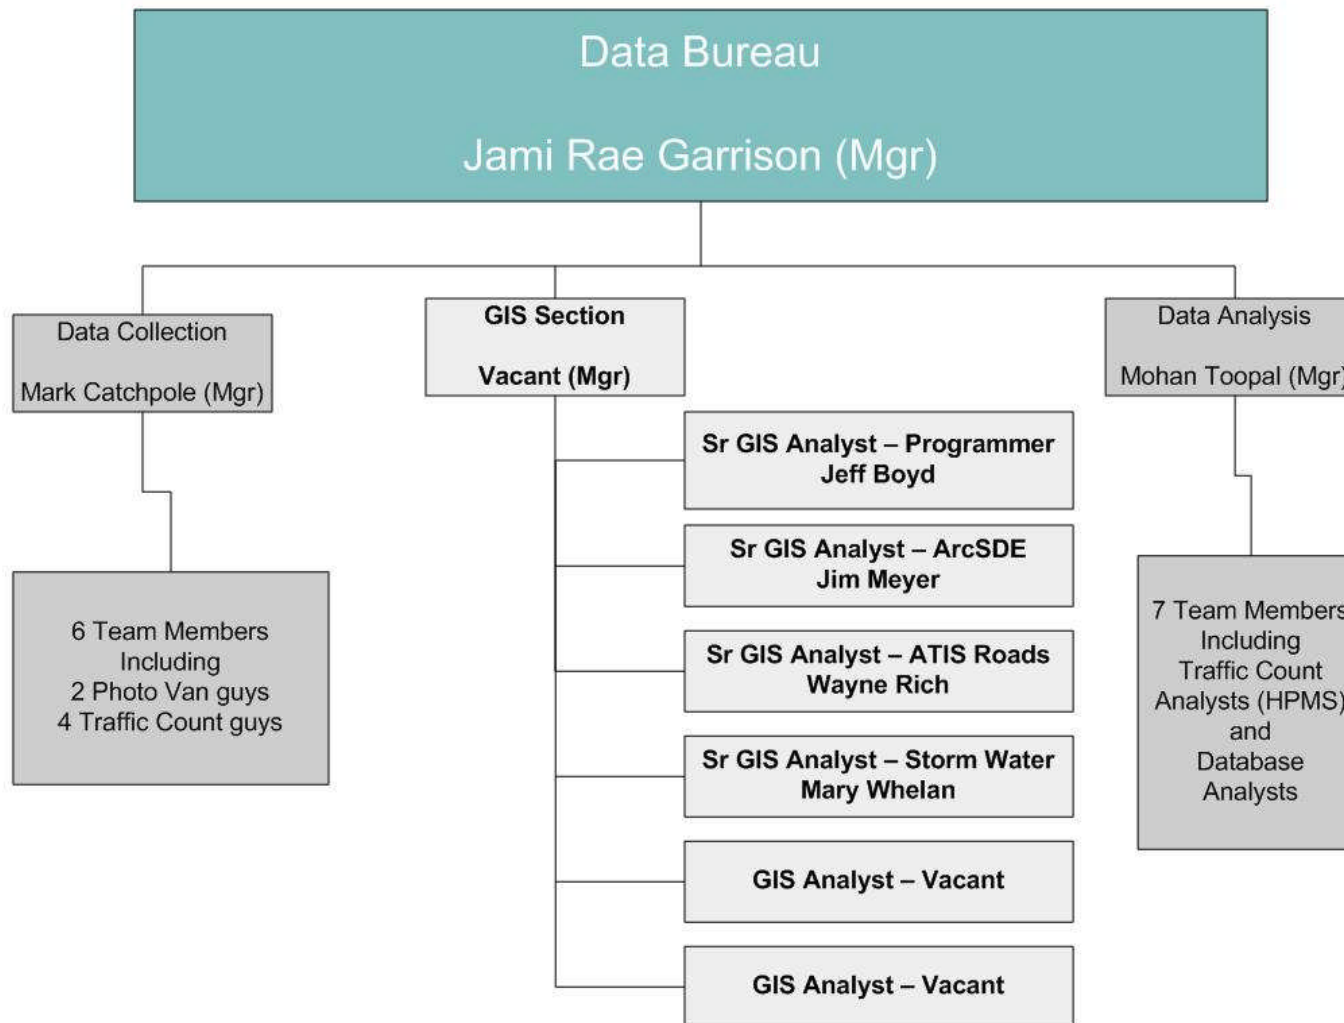 Data Bureau
Jami Rae Garrison (Mgr)
Data Collection
Mark Catchpole (Mgr)
GIS Section
Vacant (Mgr)
Data Analysis
Mohan Toopal (Mgr)
Sr GIS Analyst – Programmer
Jeff Boyd
Sr GIS Analyst – ArcSDE
Jim Meyer
Sr GIS Analyst – ATIS Roads
Wayne Rich
Sr GIS Analyst – Storm Water
Mary Whelan
GIS Analyst – Vacant
GIS Analyst – Vacant
6 Team Members
Including
2 Photo Van guys
4 Traffic Count guys
7 Team Members
Including
Traffic Count
Analysts (HPMS)
and
Database
Analysts